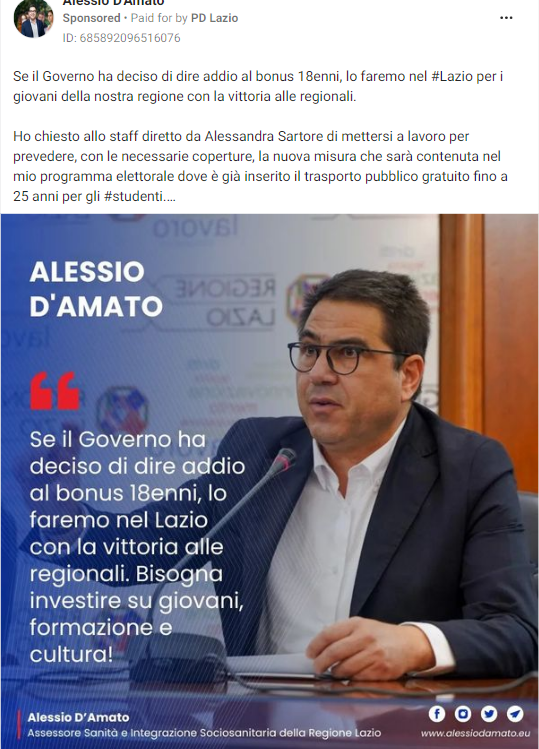 Alessio D'Amato
Sponsored • Paid for by PD Lazio
ID: 685892096516076
Se il Governo ha deciso di dire addio al bonus 18enni, lo faremo nel #Lazio per i
giovani della nostra regione con la vittoria alle regionali.
Ho chiesto allo staff diretto da Alessandra Sartore di mettersi a lavoro per
prevedere, con le necessarie coperture, la nuova misura che sarà contenuta nel
mio programma elettorale dove è già inserito il trasporto pubblico gratuito fino a
25 anni per gli #studenti....
lavoro
REGIONE
LAZIO
ALESSIO
D'AMATO
Se il Governo ha
deciso di dire addio
al bonus 18enni, lo
faremo nel Lazio
con la vittoria alle
regionali. Bisogna
investire su giovani,
formazione e
cultura!
Alessio D'Amato
Assessore Sanità e Integrazione Sociosanitaria della Regione Lazio
www.alessiodamato.eu